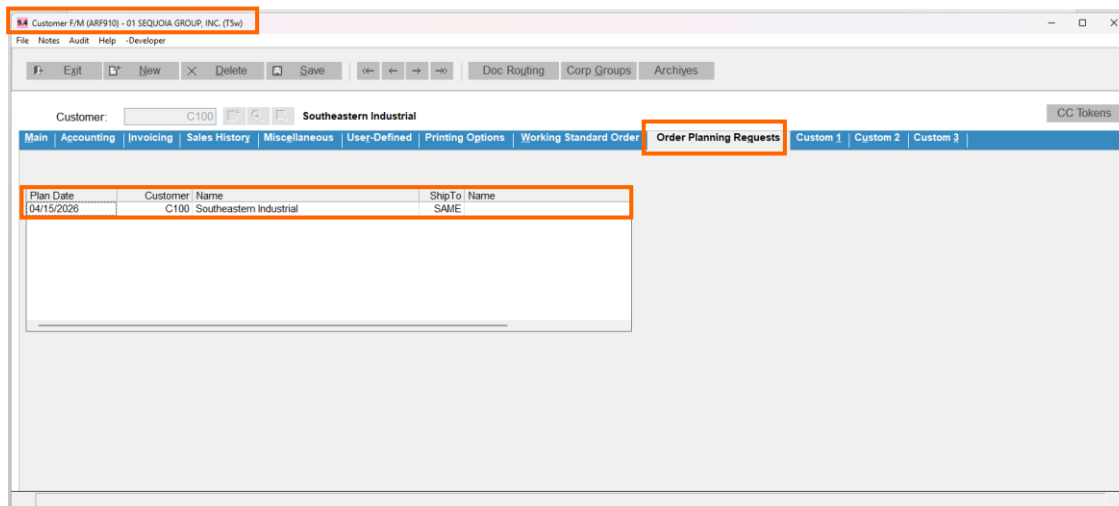 9.4 Customer F/M (ARF910) - 01 SEQUOIA GROUP, INC. (T5w)
File Notes Audit Help -Developer
Exit New Delete Save Doc Routing Corp Groups Archives
Customer: C100 Southeastern Industrial CC Tokens
Main Accounting Invoicing Sales History Miscellaneous User-Defined Printing Options Working Standard Order Order Planning Requests Custom 1 Custom 2 Custom 3
Plan Date Customer Name ShipTo Name
04/15/2026 C100 Southeastern Industrial SAME